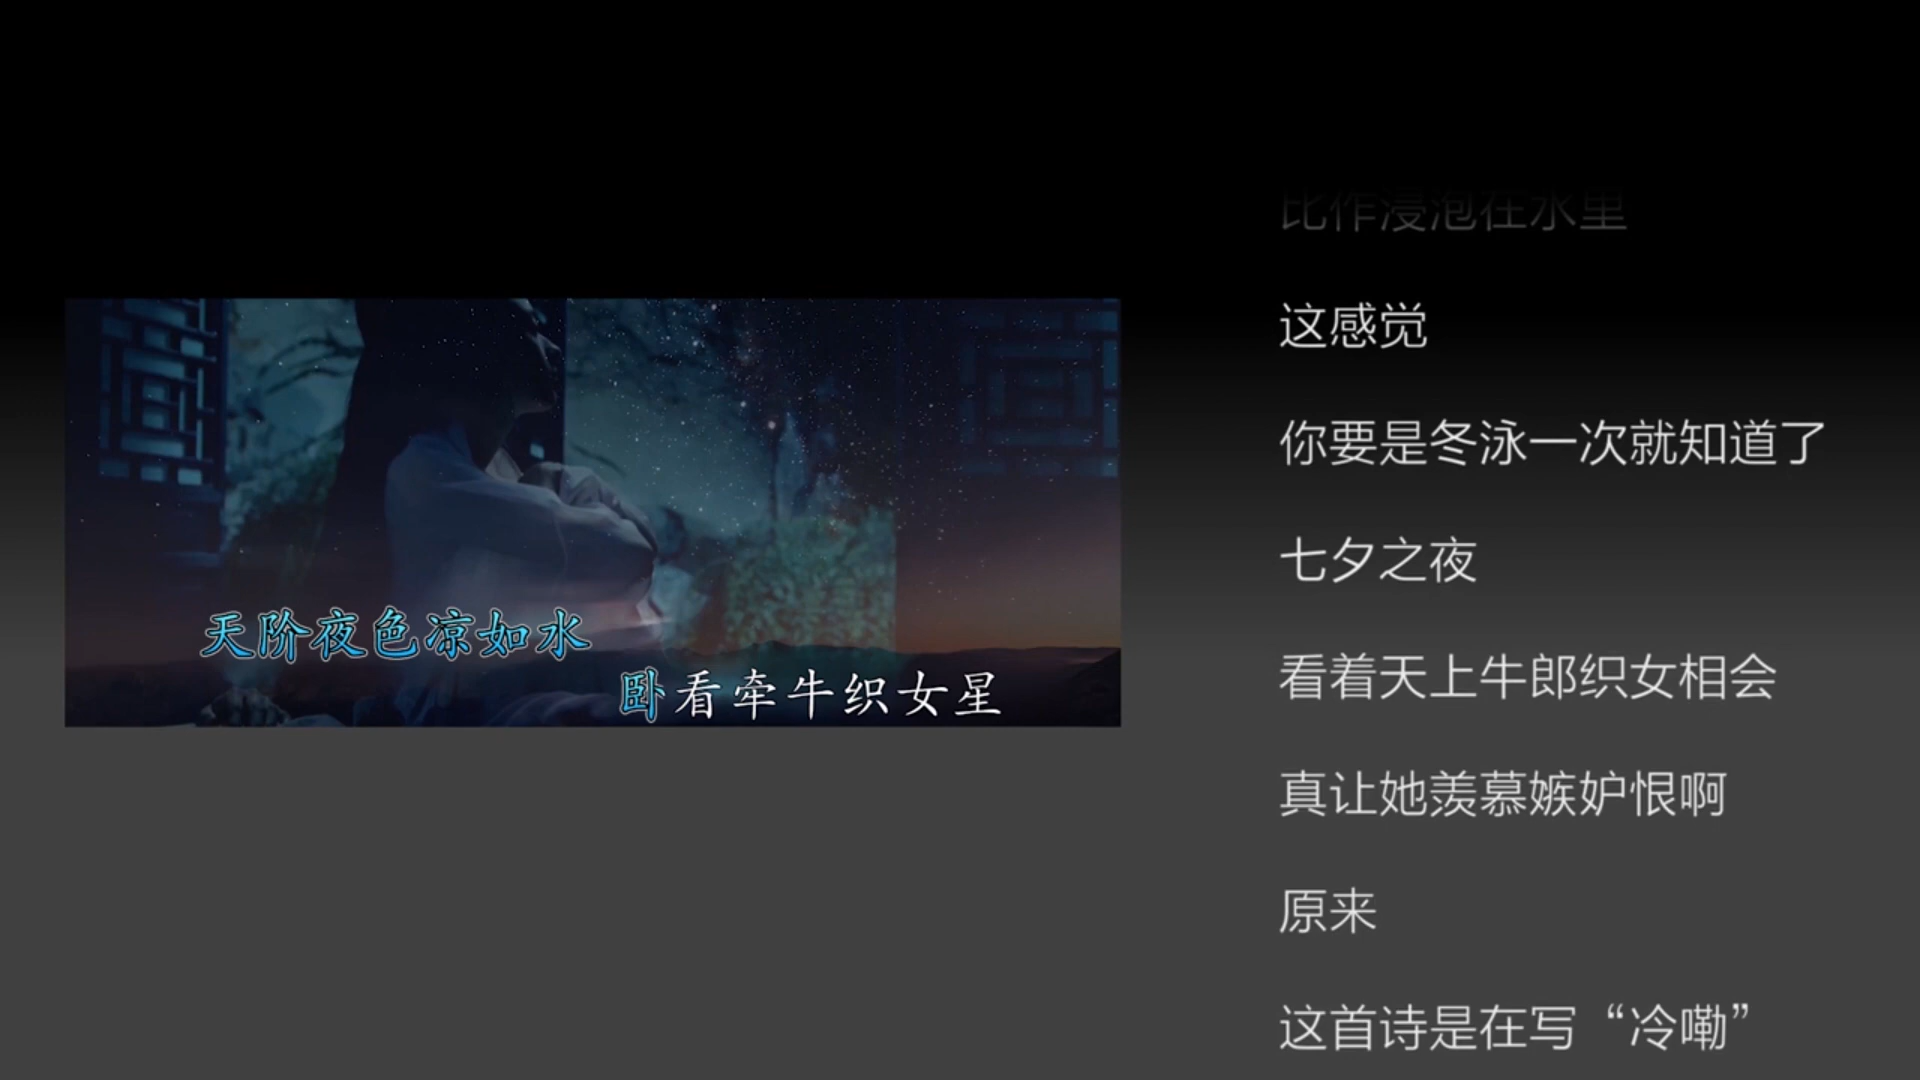 天阶夜色凉如水
卧看牵牛织女星
比作浸泡在水里
这感觉
你要是冬泳一次就知道了
七夕之夜
看着天上牛郎织女相会
真让她羡慕嫉妒恨啊
原来
这首诗是在写“冷嘞”